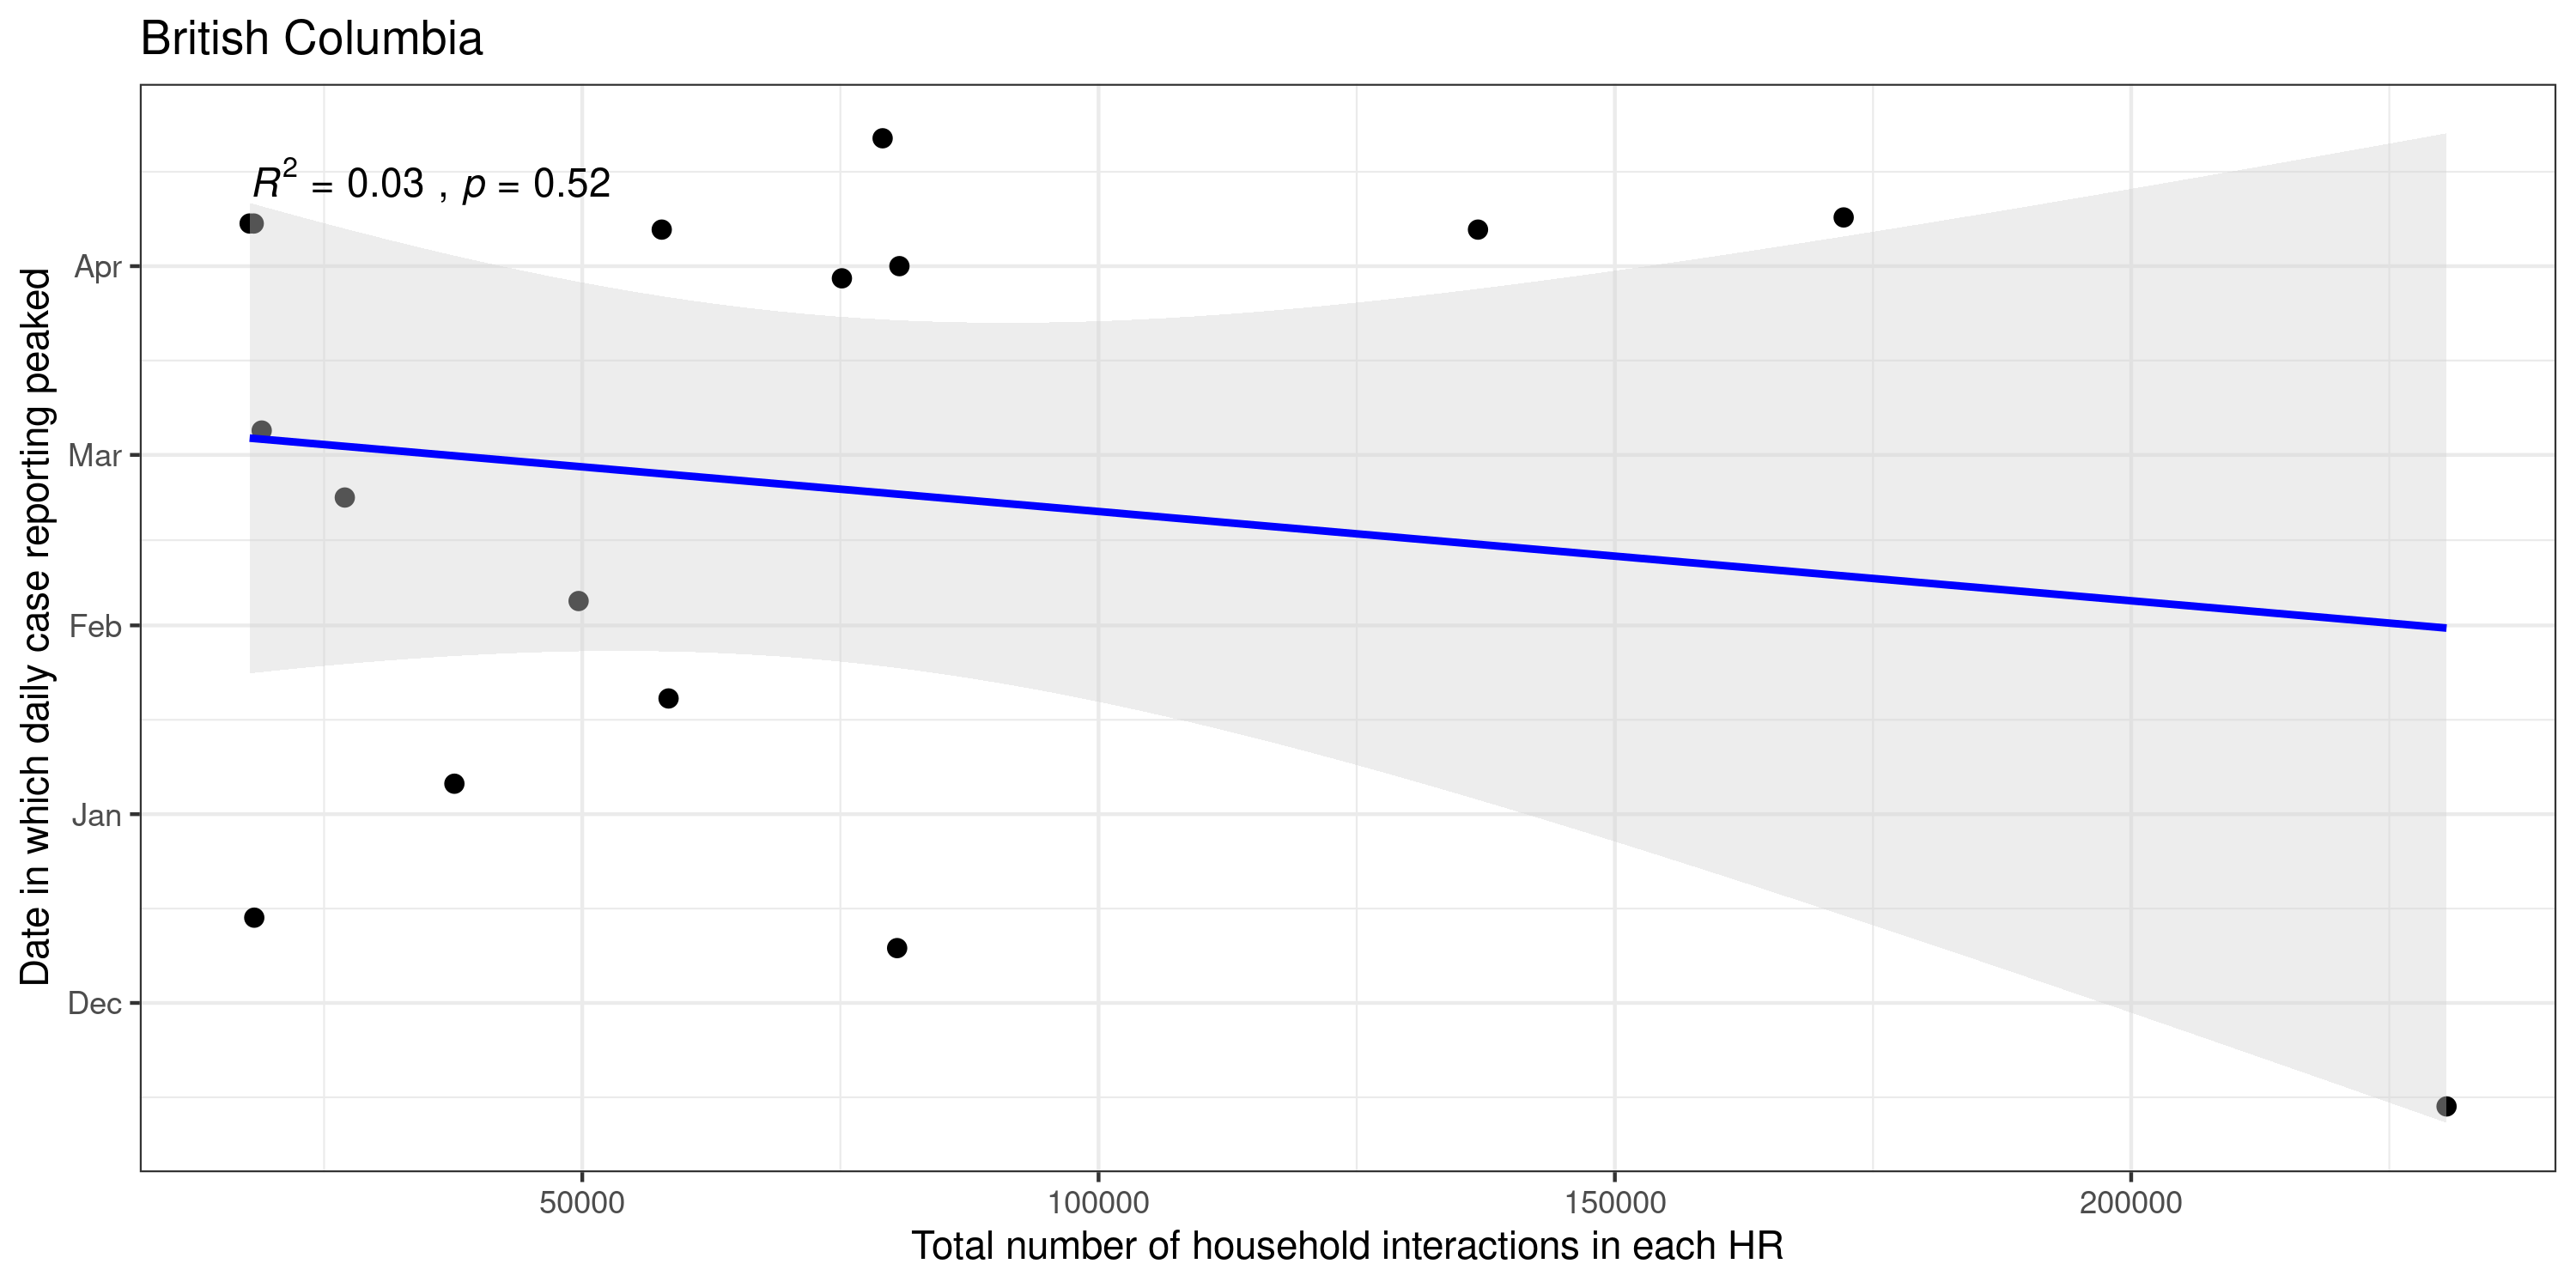 British Columbia
R² = 0.03 , p = 0.52
Date in which daily case reporting peaked
Apr
Mar
Feb
Jan
Dec
50000 100000 150000 200000
Total number of household interactions in each HR